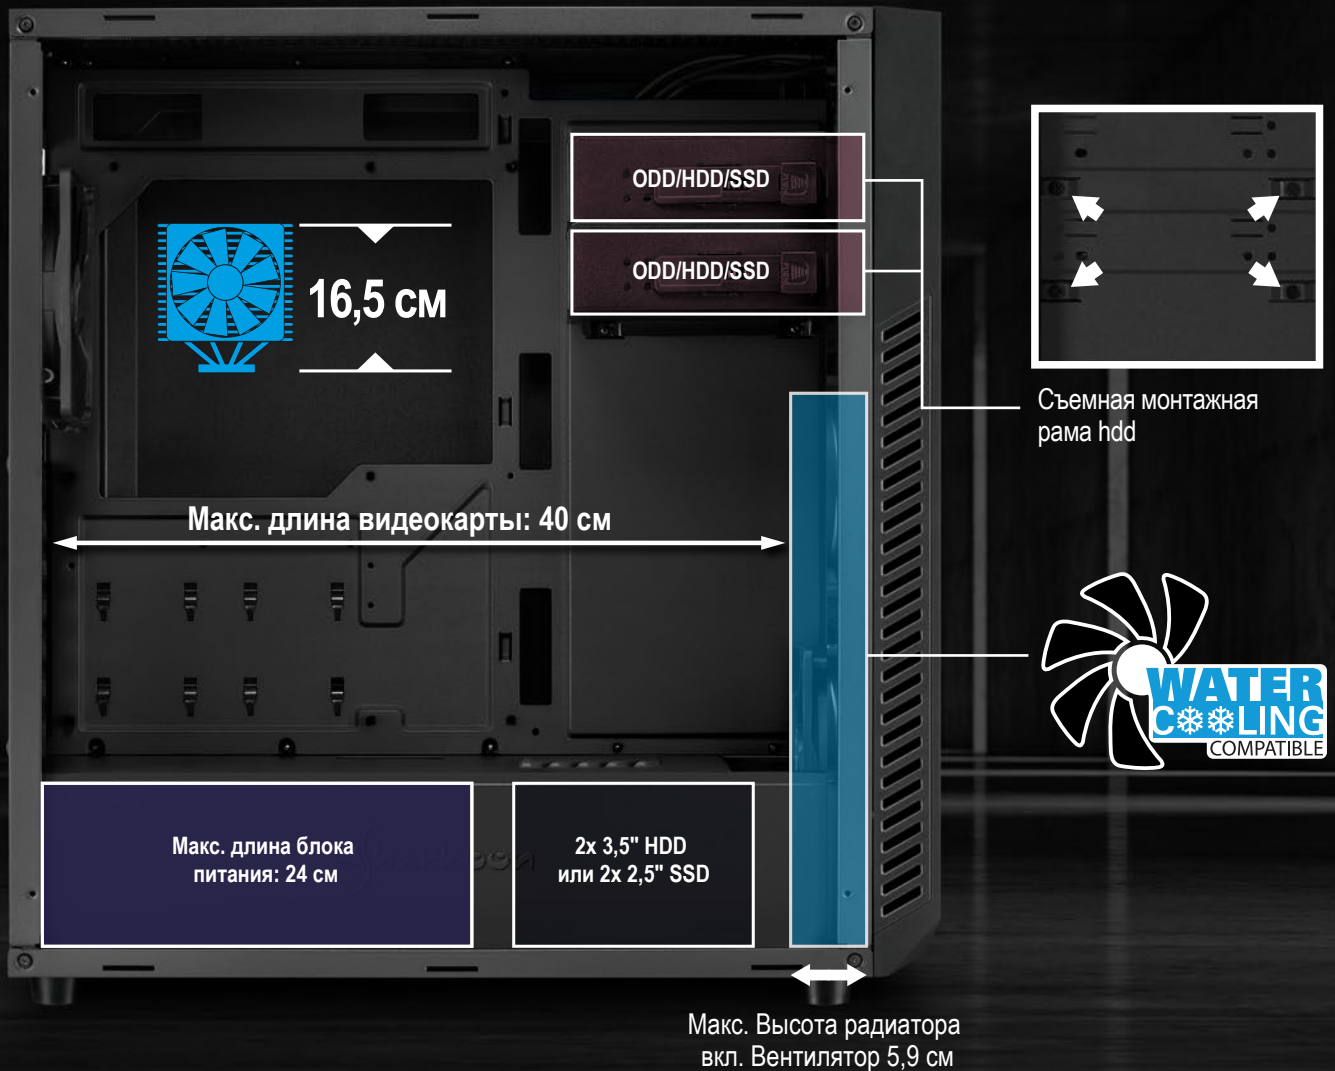 ODD/HDD/SSD
ODD/HDD/SSD
16,5 см
Съемная монтажная
рама hdd
Макс. длина видеокарты: 40 см
WATER
COOLING
COMPATIBLE
Макс. длина блока
питания: 24 см
2x 3,5" HDD
или 2x 2,5" SSD
Макс. Высота радиатора
вкл. Вентилятор 5,9 см